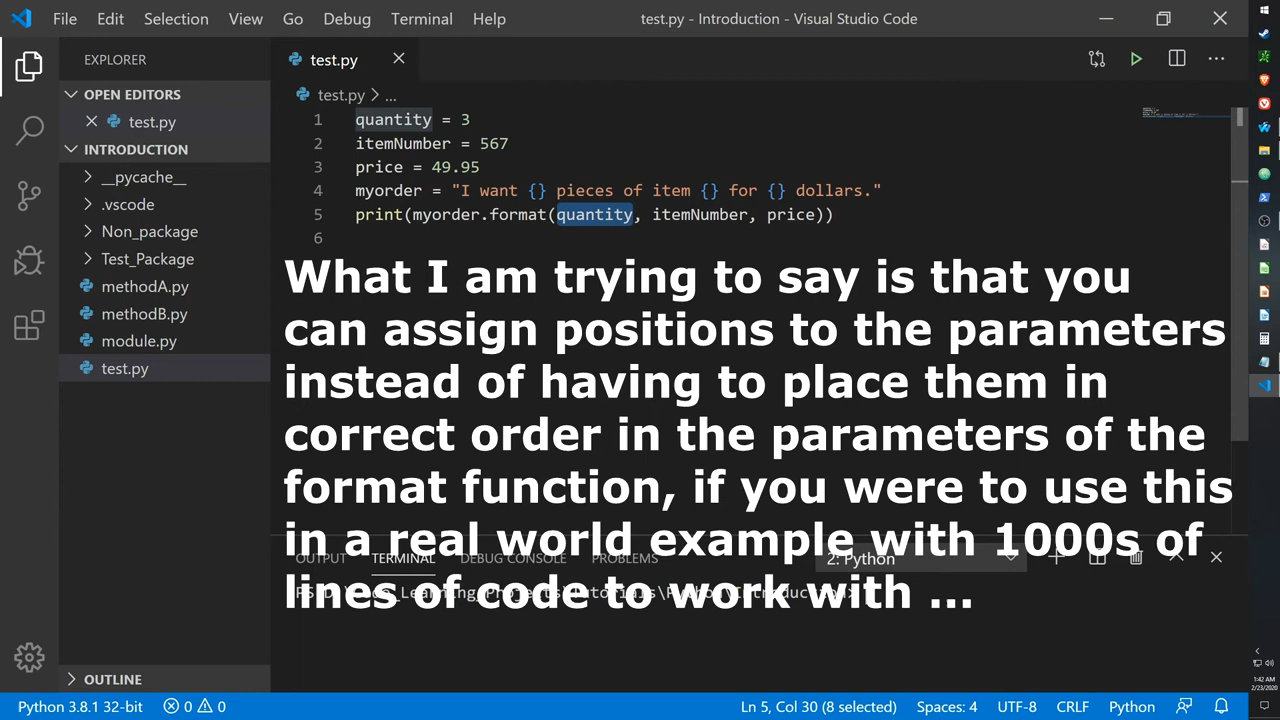 File Edit Selection View Go Debug Terminal Help test.py - Introduction - Visual Studio Code
EXPLORER
test.py
OPEN EDITORS
test.py > ...
test.py
INTRODUCTION
__pycache__
.vscode
Non_package
Test_Package
methodA.py
methodB.py
module.py
test.py
1 quantity = 3
2 itemNumber = 567
3 price = 49.95
4 myorder = "I want {} pieces of item {} for {} dollars."
5 print(myorder.format(quantity, itemNumber, price))
6
What I am trying to say is that you
can assign positions to the parameters
instead of having to place them in
correct order in the parameters of the
format function, if you were to use this
in a real world example with 1000s of
lines of code to work with ...
OUTPUT TERMINAL DEBUG CONSOLE PROBLEMS 2: Python
OUTLINE
Python 3.8.1 32-bit 0 0 Ln 5, Col 30 (8 selected) Spaces: 4 UTF-8 CRLF Python
1:42 AM
2/23/2020